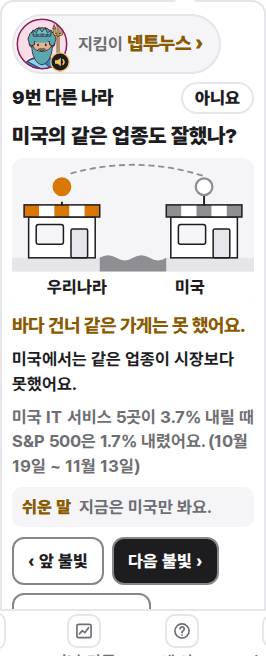 지킴이 넵투누스 ›
9번 다른 나라
아니요
미국의 같은 업종도 잘했나?
우리나라
미국
바다 건너 같은 가게는 못 했어요.
미국에서는 같은 업종이 시장보다
못했어요.
미국 IT 서비스 5곳이 3.7% 내릴 때
S&P 500은 1.7% 내렸어요. (10월
19일 ~ 11월 13일)
쉬운 말 지금은 미국만 봐요.
‹ 앞 불빛
다음 불빛 ›